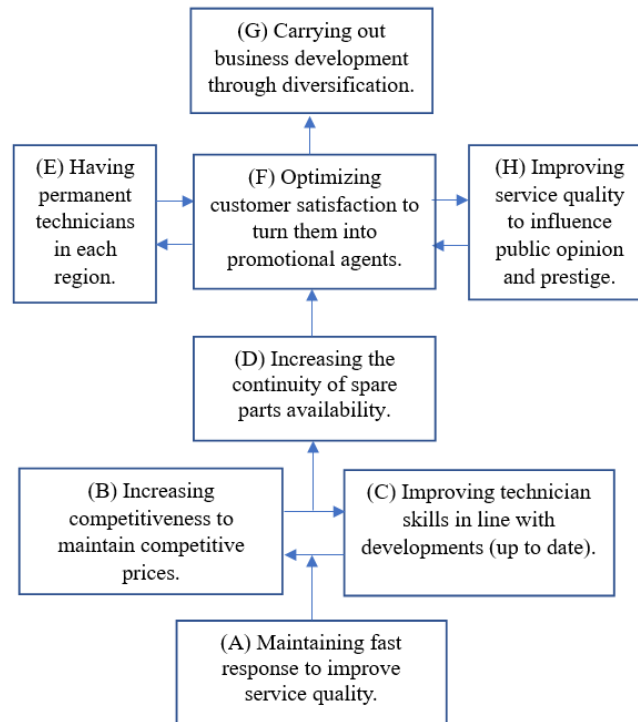 (G) Carrying out
business development
through diversification.
(E) Having
permanent
technicians
in each
region.
(F) Optimizing
customer satisfaction to
turn them into
promotional agents.
(H) Improving
service quality
to influence
public opinion
and prestige.
(D) Increasing the
continuity of spare
parts availability.
(B) Increasing
competitiveness to
maintain competitive
prices.
(C) Improving technician
skills in line with
developments (up to date).
(A) Maintaining fast
response to improve
service quality.